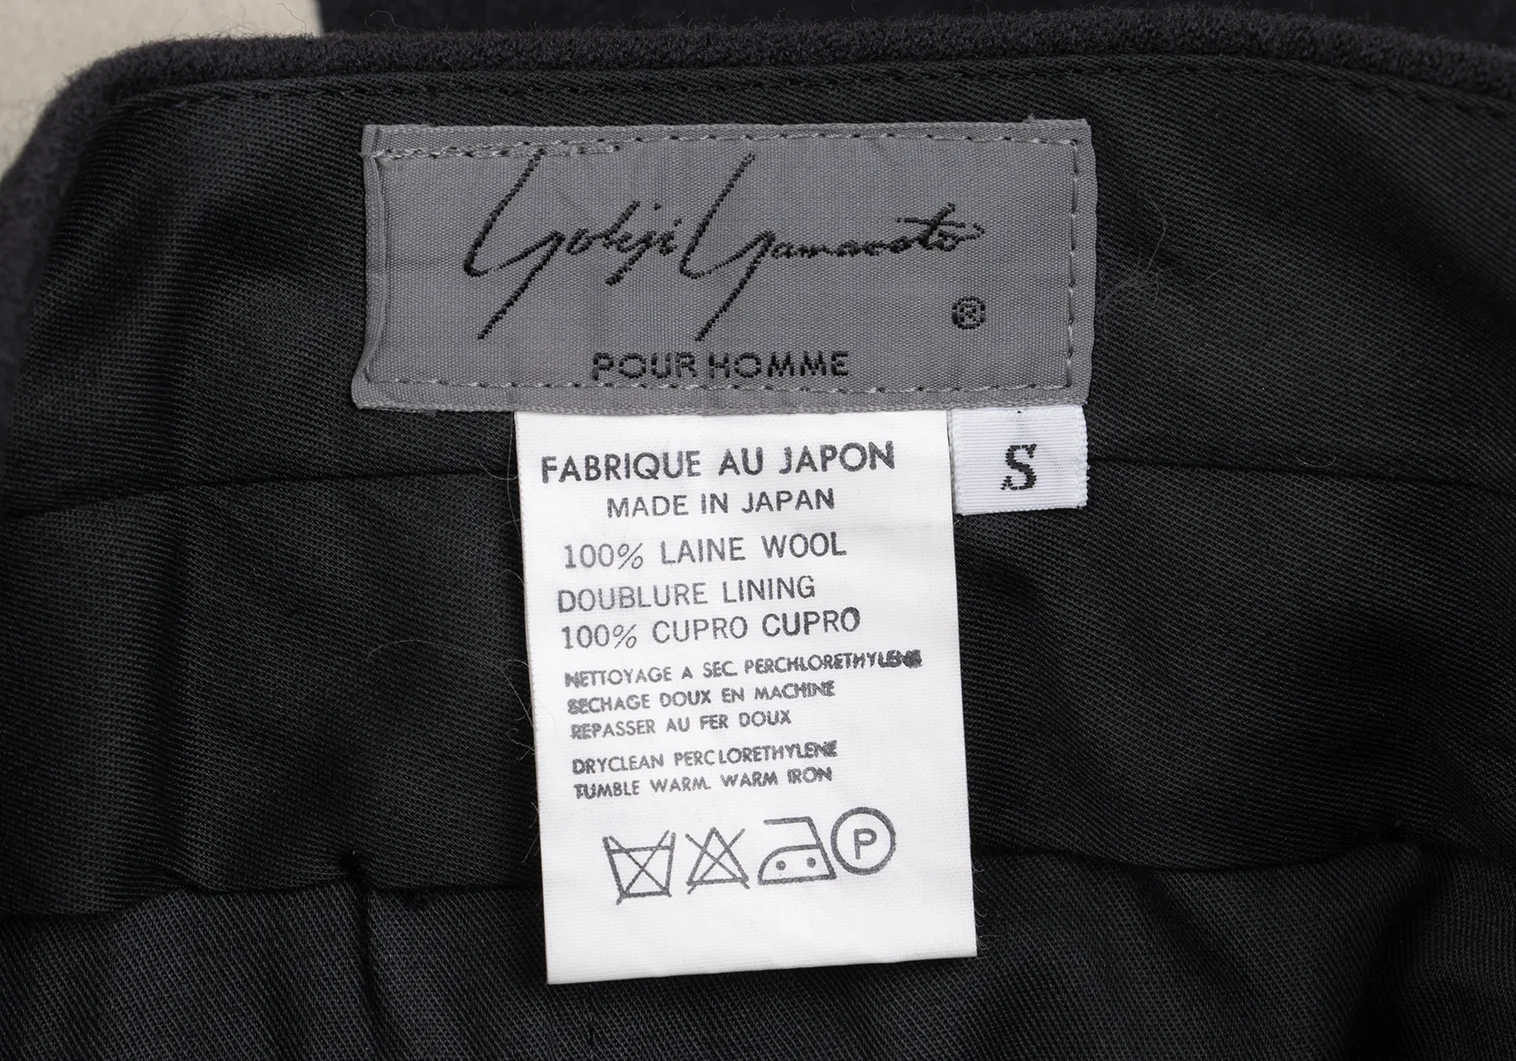 Yohji Yamamoto
®
POUR HOMME
FABRIQUE AU JAPON
S
MADE IN JAPAN
100% LAINE WOOL
DOUBLURE LINING
100% CUPRO CUPRO
NETTOYAGE A SEC. PERCHLORETHYLENE
SECHAGE DOUX EN MACHINE
REPASSER AU FER DOUX
DRYCLEAN PERCLORETHYLENE
TUMBLE WARM. WARM IRON
P